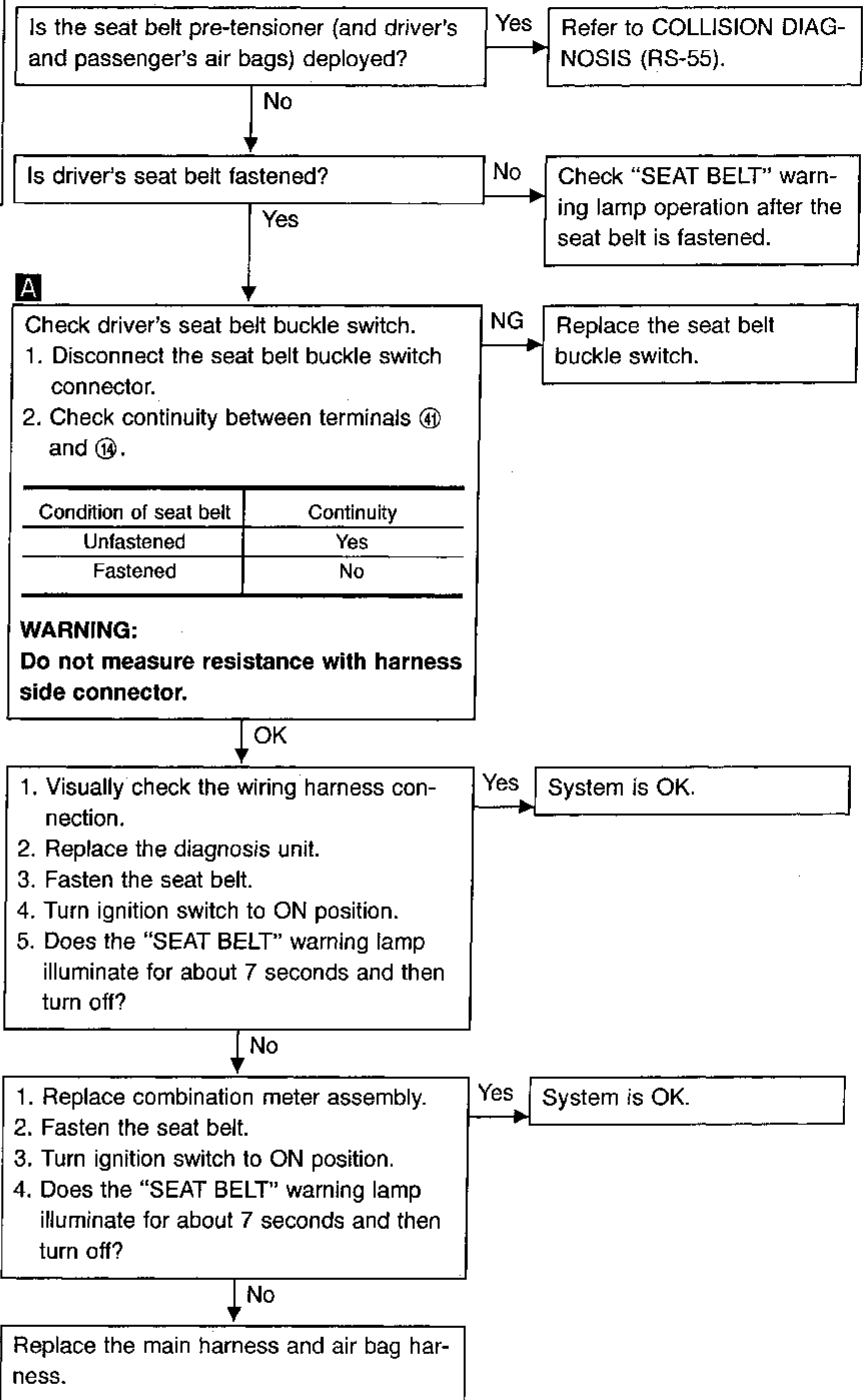 Is the seat belt pre-tensioner (and driver's
and passenger's air bags) deployed?
Yes
Refer to COLLISION DIAG-
NOSIS (RS-55).
No
Is driver's seat belt fastened?
No
Check “SEAT BELT” warn-
ing lamp operation after the
seat belt is fastened.
Yes
A
Check driver's seat belt buckle switch.
1. Disconnect the seat belt buckle switch
connector.
2. Check continuity between terminals ㊶
and ⑭.
Condition of seat belt Continuity
Unfastened Yes
Fastened No
WARNING:
Do not measure resistance with harness
side connector.
NG
Replace the seat belt
buckle switch.
OK
1. Visually check the wiring harness con-
nection.
2. Replace the diagnosis unit.
3. Fasten the seat belt.
4. Turn ignition switch to ON position.
5. Does the “SEAT BELT” warning lamp
illuminate for about 7 seconds and then
turn off?
Yes
System is OK.
No
1. Replace combination meter assembly.
2. Fasten the seat belt.
3. Turn ignition switch to ON position.
4. Does the “SEAT BELT” warning lamp
illuminate for about 7 seconds and then
turn off?
Yes
System is OK.
No
Replace the main harness and air bag har-
ness.